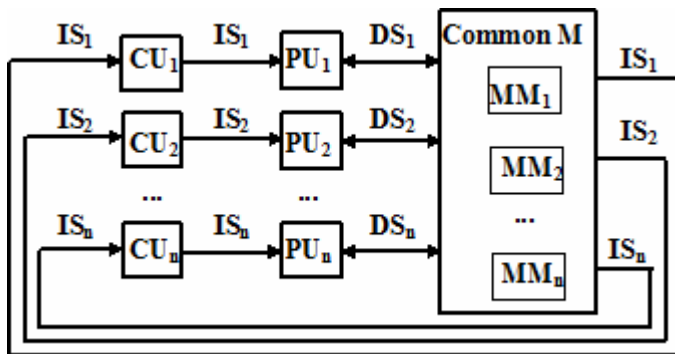 IS₁ IS₁ DS₁ Common M IS₁
CU₁ PU₁
MM₁
IS₂ IS₂ DS₂ IS₂
CU₂ PU₂
MM₂
... ... ...
ISₙ ISₙ DSₙ ISₙ
CUₙ PUₙ
MMₙ